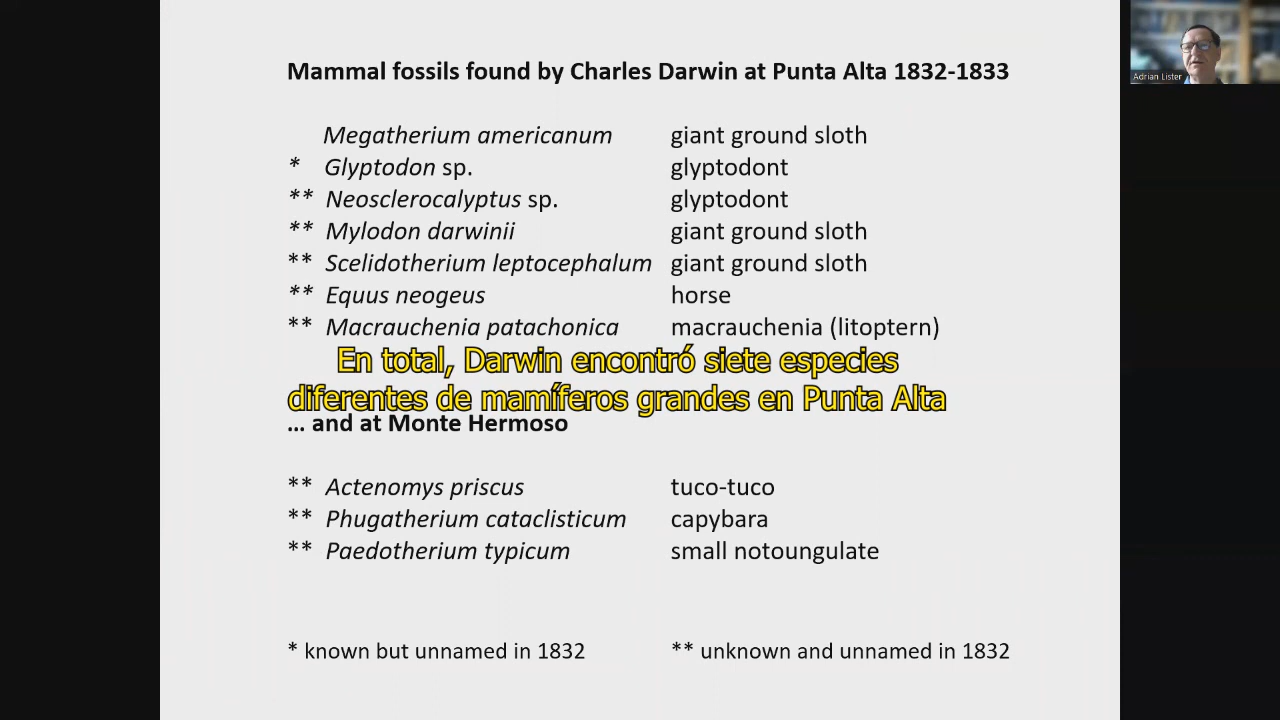 Mammal fossils found by Charles Darwin at Punta Alta 1832-1833
Megatherium americanum giant ground sloth
* Glyptodon sp. glyptodont
** Neosclerocalyptus sp. glyptodont
** Mylodon darwinii giant ground sloth
** Scelidotherium leptocephalum giant ground sloth
** Equus neogeus horse
** Macrauchenia patachonica macrauchenia (litoptern)
En total, Darwin encontró siete especies
diferentes de mamíferos grandes en Punta Alta
... and at Monte Hermoso
** Actenomys priscus tuco-tuco
** Phugatherium cataclisticum capybara
** Paedotherium typicum small notoungulate
* known but unnamed in 1832 ** unknown and unnamed in 1832
Adrian Lister